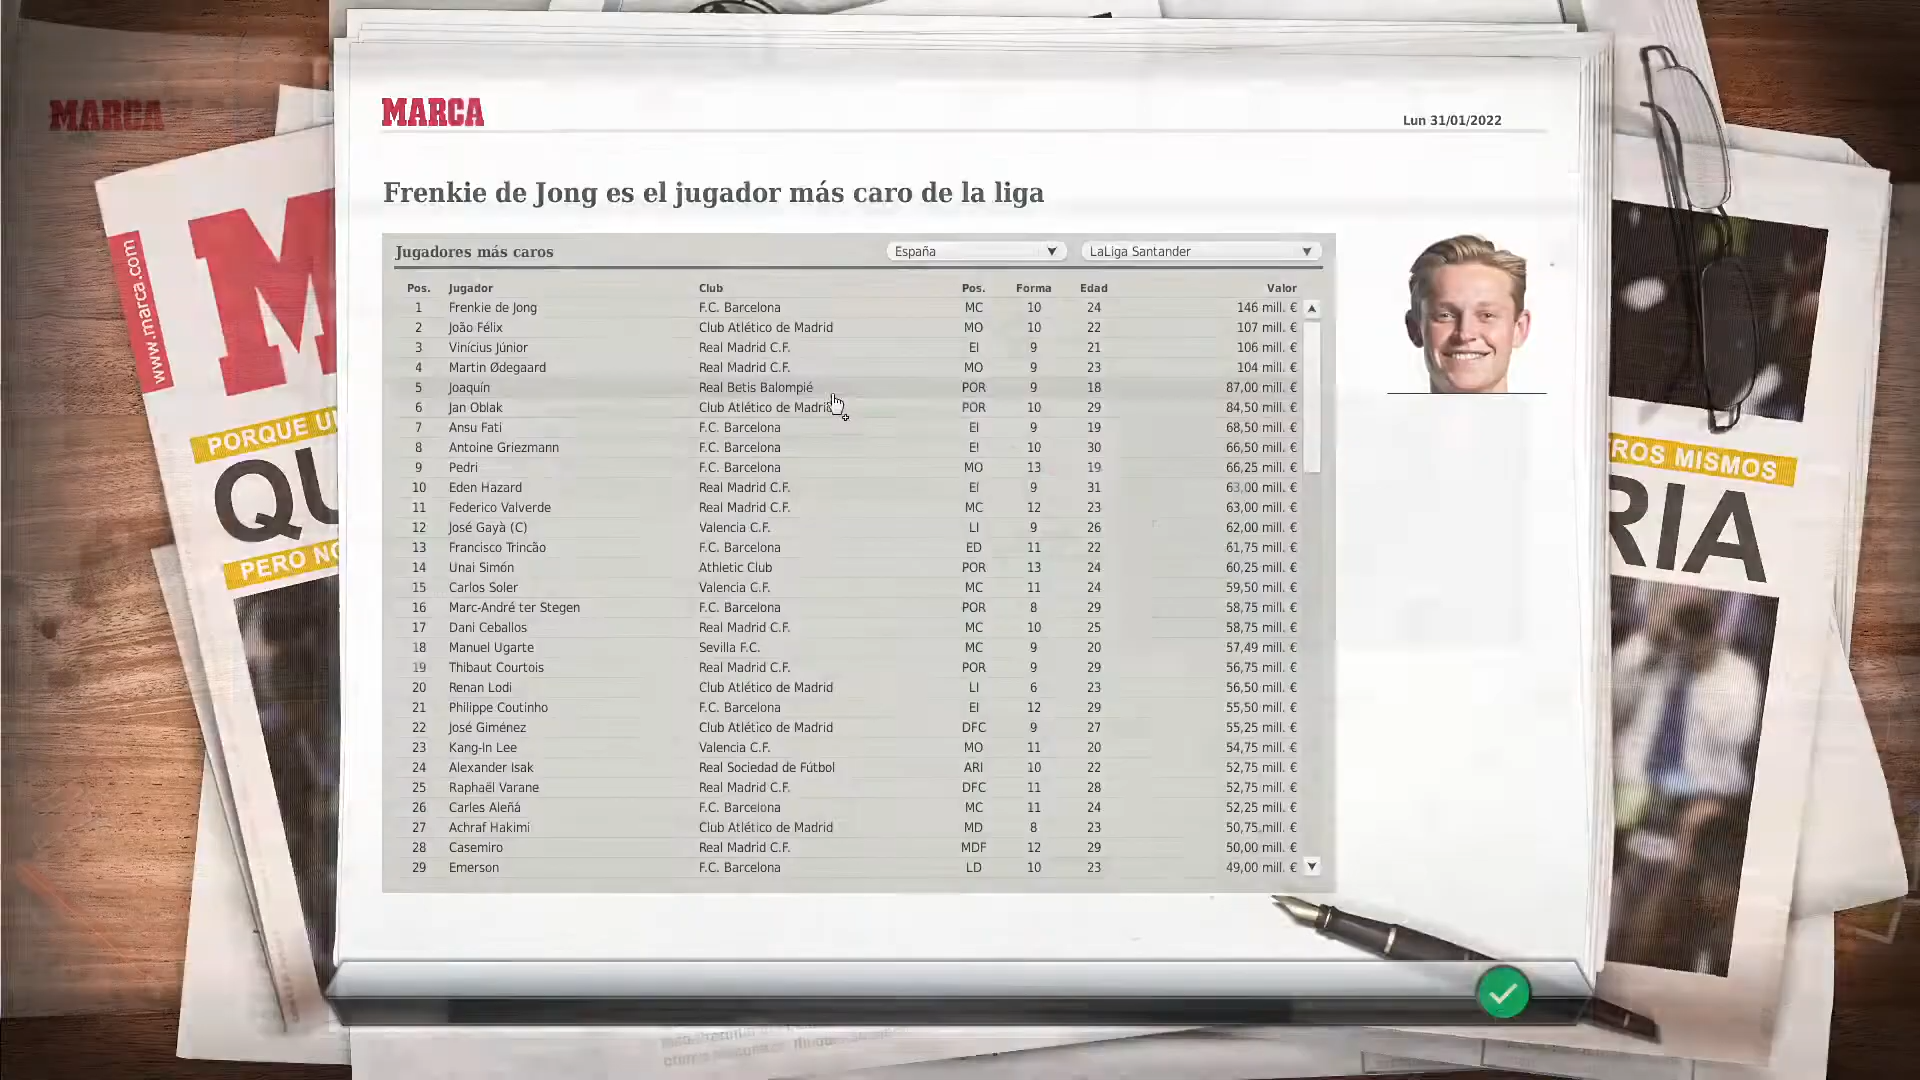 MARCA
MARCA
Lun 31/01/2022
www.marca.com
PORQUE
PERO NO
ROS MISMOS
RIA
Frenkie de Jong es el jugador más caro de la liga
Jugadores más caros España LaLiga Santander
Pos. Jugador Club Pos. Forma Edad Valor
1 Frenkie de Jong F.C. Barcelona MC 10 24 146 mill. €
2 João Félix Club Atlético de Madrid MO 10 22 107 mill. €
3 Vinícius Júnior Real Madrid C.F. EI 9 21 106 mill. €
4 Martin Ødegaard Real Madrid C.F. MO 9 23 104 mill. €
5 Joaquín Real Betis Balompié POR 9 18 87,00 mill. €
6 Jan Oblak Club Atlético de Madrid POR 10 29 84,50 mill. €
7 Ansu Fati F.C. Barcelona EI 9 19 68,50 mill. €
8 Antoine Griezmann F.C. Barcelona EI 10 30 66,50 mill. €
9 Pedri F.C. Barcelona MO 13 19 66,25 mill. €
10 Eden Hazard Real Madrid C.F. EI 9 31 63,00 mill. €
11 Federico Valverde Real Madrid C.F. MC 12 23 63,00 mill. €
12 José Gayà (C) Valencia C.F. LI 9 26 62,00 mill. €
13 Francisco Trincão F.C. Barcelona ED 11 22 61,75 mill. €
14 Unai Simón Athletic Club POR 13 24 60,25 mill. €
15 Carlos Soler Valencia C.F. MC 11 24 59,50 mill. €
16 Marc-André ter Stegen F.C. Barcelona POR 8 29 58,75 mill. €
17 Dani Ceballos Real Madrid C.F. MC 10 25 58,75 mill. €
18 Manuel Ugarte Sevilla F.C. MC 9 20 57,49 mill. €
19 Thibaut Courtois Real Madrid C.F. POR 9 29 56,75 mill. €
20 Renan Lodi Club Atlético de Madrid LI 6 23 56,50 mill. €
21 Philippe Coutinho F.C. Barcelona EI 12 29 55,50 mill. €
22 José Giménez Club Atlético de Madrid DFC 9 27 55,25 mill. €
23 Kang-In Lee Valencia C.F. MO 11 20 54,75 mill. €
24 Alexander Isak Real Sociedad de Fútbol ARI 10 22 52,75 mill. €
25 Raphaël Varane Real Madrid C.F. DFC 11 28 52,75 mill. €
26 Carles Aleñá F.C. Barcelona MC 11 24 52,25 mill. €
27 Achraf Hakimi Club Atlético de Madrid MD 8 23 50,75 mill. €
28 Casemiro Real Madrid C.F. MDF 12 29 50,00 mill. €
29 Emerson F.C. Barcelona LD 10 23 49,00 mill. €